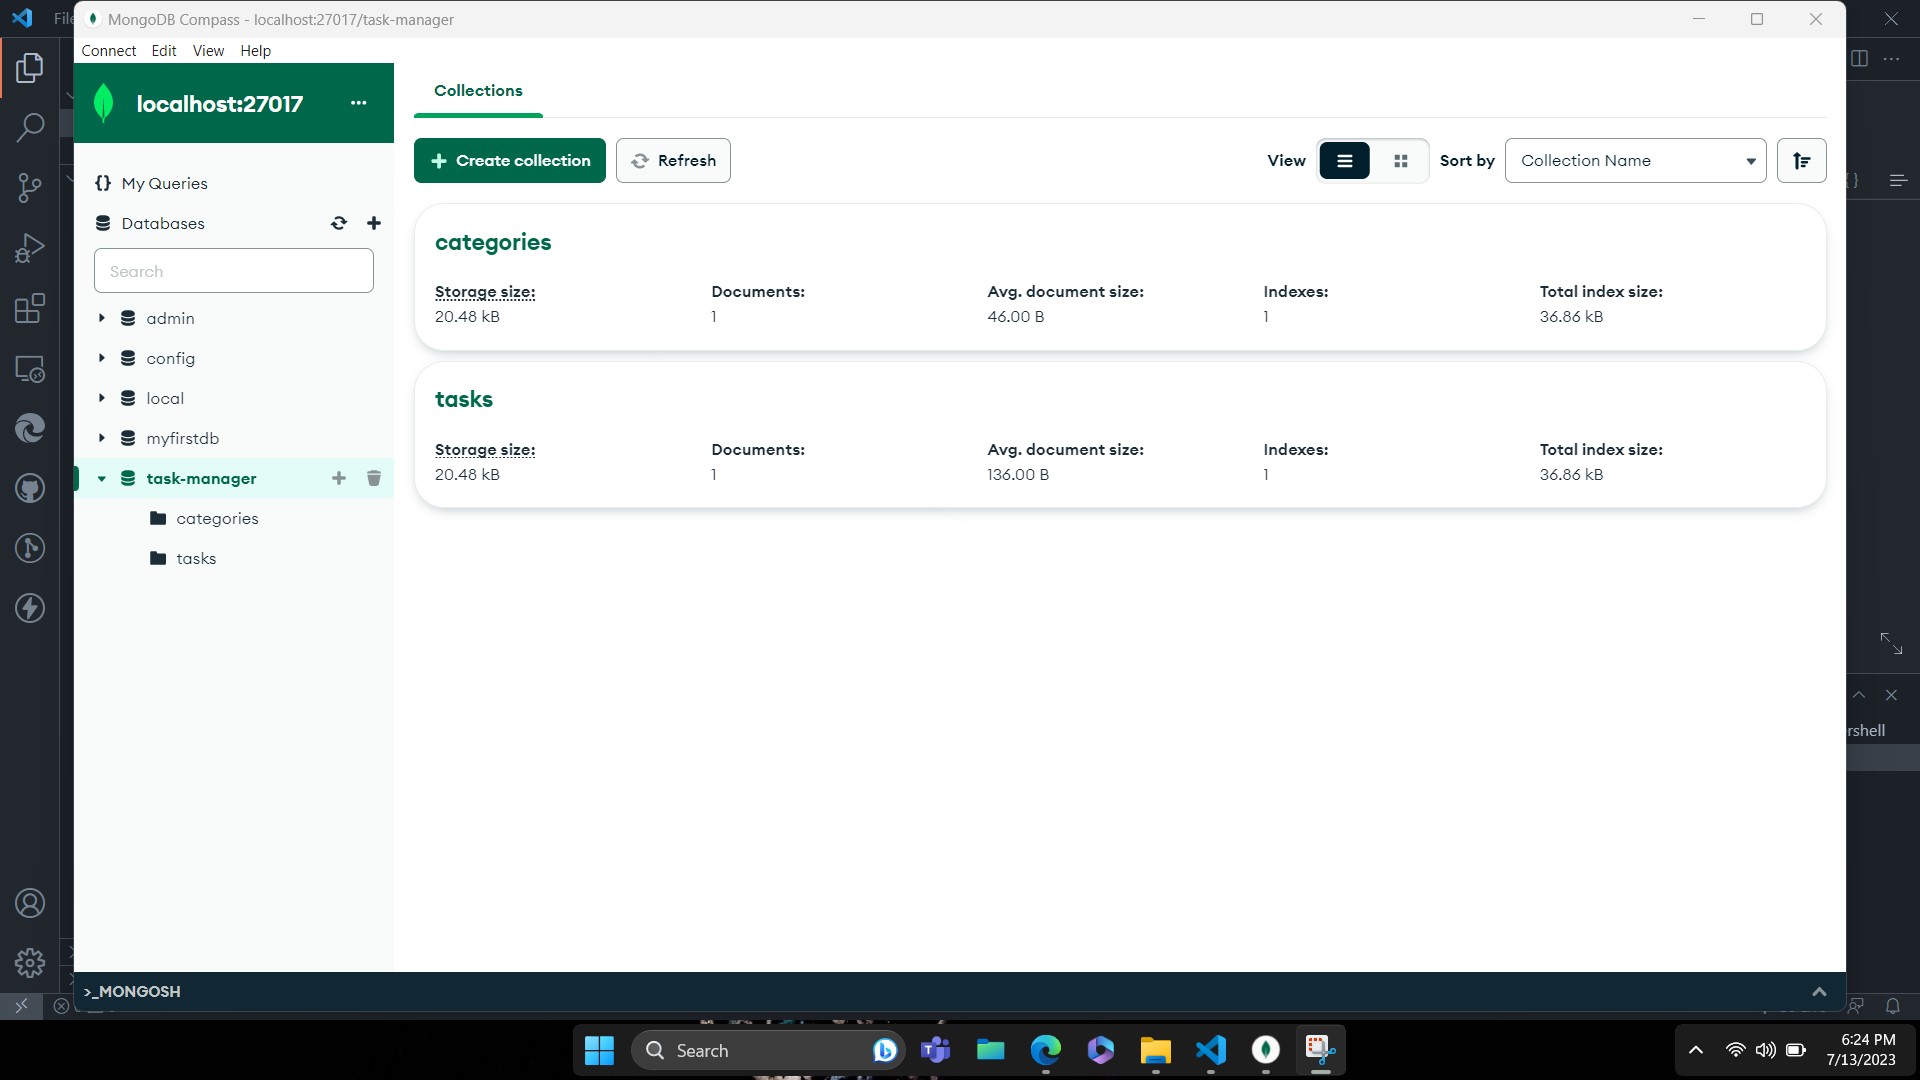 File
MongoDB Compass - localhost:27017/task-manager
Connect Edit View Help
localhost:27017
...
Collections
{} My Queries
Databases
Search
admin
config
local
myfirstdb
task-manager
categories
tasks
+ Create collection
Refresh
View
Sort by
Collection Name
categories
Storage size: Documents: Avg. document size: Indexes: Total index size:
20.48 kB 1 46.00 B 1 36.86 kB
tasks
Storage size: Documents: Avg. document size: Indexes: Total index size:
20.48 kB 1 136.00 B 1 36.86 kB
rshell
>_MONGOSH
Search
6:24 PM
7/13/2023